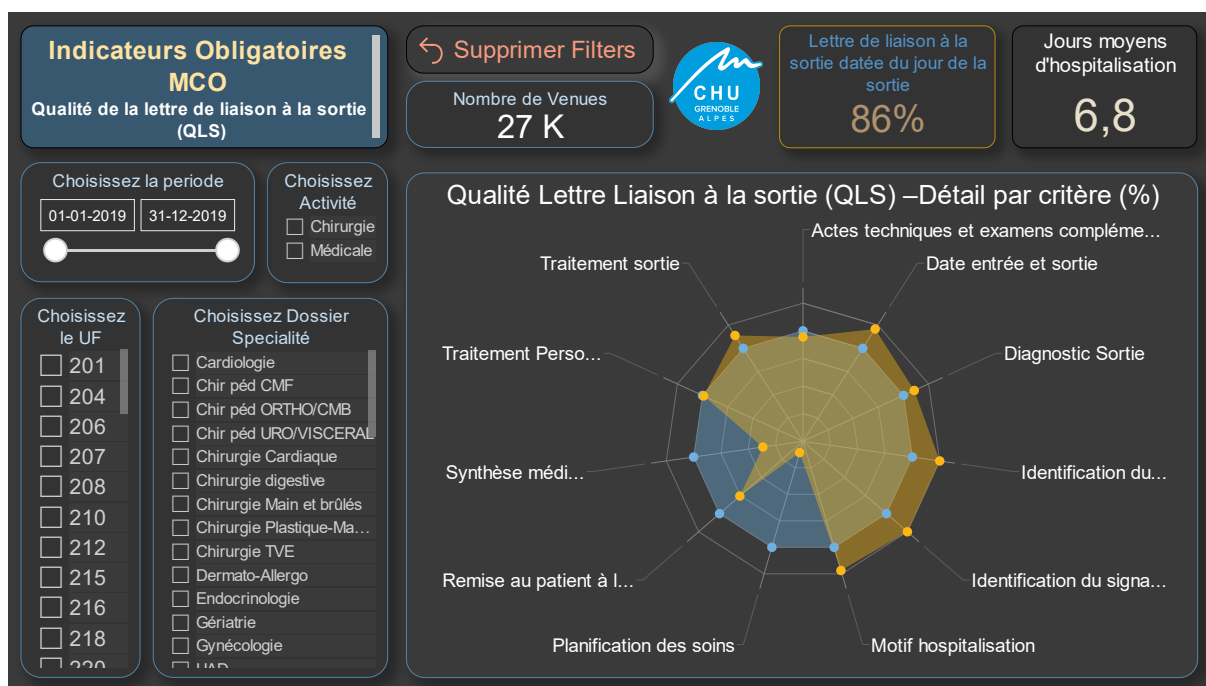 Indicateurs Obligatoires
MCO
Qualité de la lettre de liaison à la sortie
(QLS)
Supprimer Filters
Nombre de Venues
27 K
CHU
GRENOBLE
ALPES
Lettre de liaison à la
sortie datée du jour de la
sortie
86%
Jours moyens
d'hospitalisation
6,8
Choisissez la periode
01-01-2019
31-12-2019
Choisissez
Activité
Chirurgie
Médicale
Choisissez
le UF
201
204
206
207
208
210
212
215
216
218
220
Choisissez Dossier
Specialité
Cardiologie
Chir péd CMF
Chir péd ORTHO/CMB
Chir péd URO/VISCERAL
Chirurgie Cardiaque
Chirurgie digestive
Chirurgie Main et brûlés
Chirurgie Plastique-Ma…
Chirurgie TVE
Dermato-Allergo
Endocrinologie
Gériatrie
Gynécologie
Qualité Lettre Liaison à la sortie (QLS) –Détail par critère (%)
Actes techniques et examens compléme…
Date entrée et sortie
Diagnostic Sortie
Identification du…
Identification du signa…
Motif hospitalisation
Planification des soins
Remise au patient à l…
Synthèse médi…
Traitement Perso…
Traitement sortie